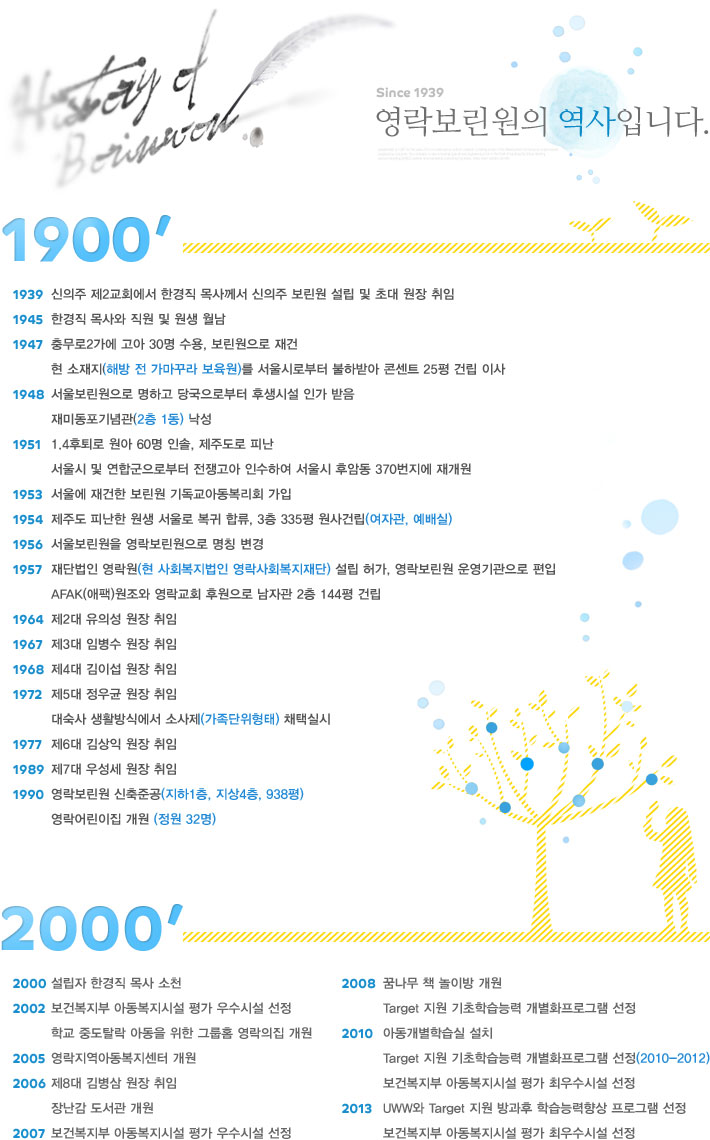 History of
Borinwon
Since 1939
영락보린원의 역사입니다.
1900'
1939 신의주 제2교회에서 한경직 목사께서 신의주 보린원 설립 및 초대 원장 취임
1945 한경직 목사와 직원 및 원생 월남
1947 충무로2가에 고아 30명 수용, 보린원으로 재건
현 소재지(해방 전 가마꾸라 보육원)를 서울시로부터 불하받아 콘센트 25평 건립 이사
1948 서울보린원으로 명하고 당국으로부터 후생시설 인가 받음
재미동포기념관(2층 1동) 낙성
1951 1.4후퇴로 원아 60명 인솔, 제주도로 피난
서울시 및 연합군으로부터 전쟁고아 인수하여 서울시 후암동 370번지에 재개원
1953 서울에 재건한 보린원 기독교아동복리회 가입
1954 제주도 피난한 원생 서울로 복귀 합류, 3층 335평 원사건립(여자관, 예배실)
1956 서울보린원을 영락보린원으로 명칭 변경
1957 재단법인 영락원(현 사회복지법인 영락사회복지재단) 설립 허가, 영락보린원 운영기관으로 편입
AFAK(애팩)원조와 영락교회 후원으로 남자관 2층 144평 건립
1964 제2대 유의성 원장 취임
1967 제3대 임병수 원장 취임
1968 제4대 김이섭 원장 취임
1972 제5대 정우균 원장 취임
대숙사 생활방식에서 소사제(가족단위형태) 채택실시
1977 제6대 김상익 원장 취임
1989 제7대 우성세 원장 취임
1990 영락보린원 신축준공(지하1층, 지상4층, 938평)
영락어린이집 개원 (정원 32명)
2000'
2000 설립자 한경직 목사 소천
2002 보건복지부 아동복지시설 평가 우수시설 선정
학교 중도탈락 아동을 위한 그룹홈 영락의집 개원
2005 영락지역아동복지센터 개원
2006 제8대 김병삼 원장 취임
장난감 도서관 개원
2007 보건복지부 아동복지시설 평가 우수시설 선정
2008 꿈나무 책 놀이방 개원
Target 지원 기초학습능력 개별화프로그램 선정
2010 아동개별학습실 설치
Target 지원 기초학습능력 개별화프로그램 선정(2010-2012)
보건복지부 아동복지시설 평가 최우수시설 선정
2013 UWW와 Target 지원 방과후 학습능력향상 프로그램 선정
보건복지부 아동복지시설 평가 최우수시설 선정